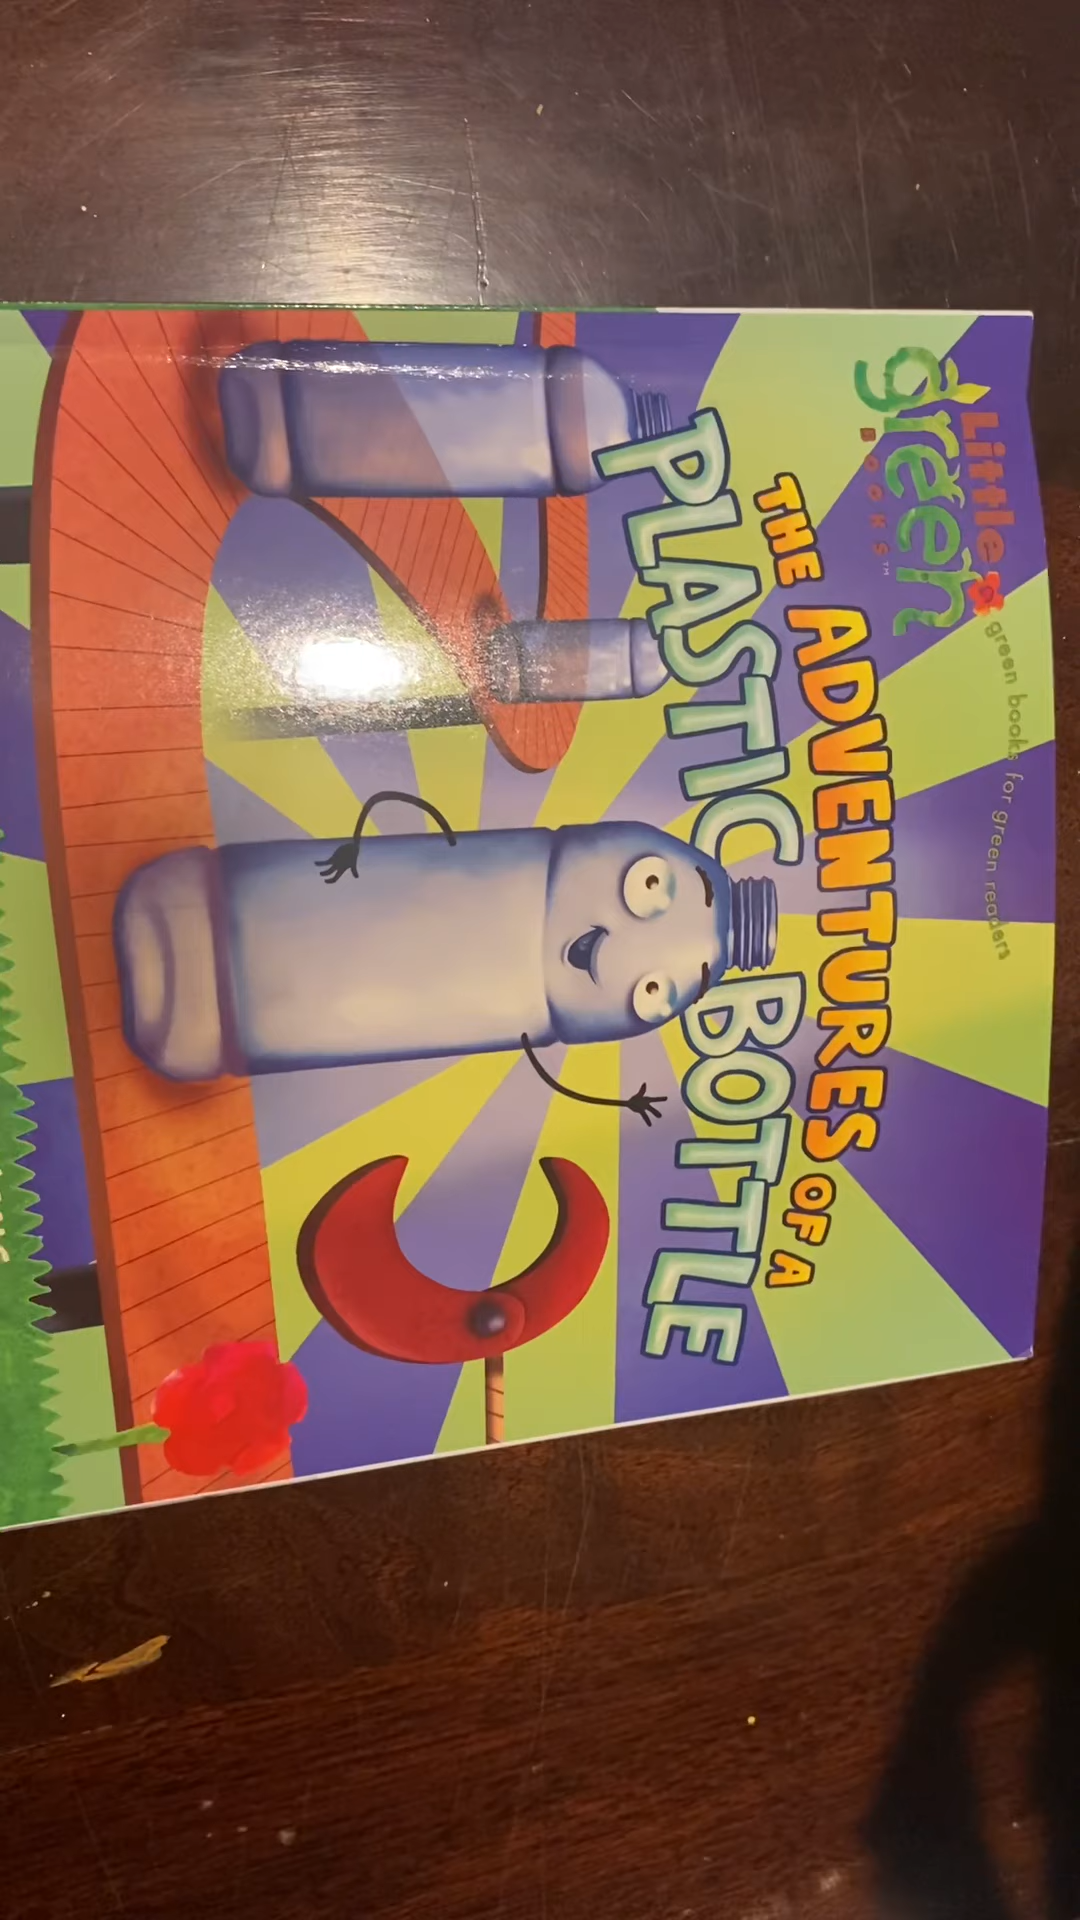 Little
green
BOOKS™
green books for green readers
THE ADVENTURES OF A
PLASTIC BOTTLE